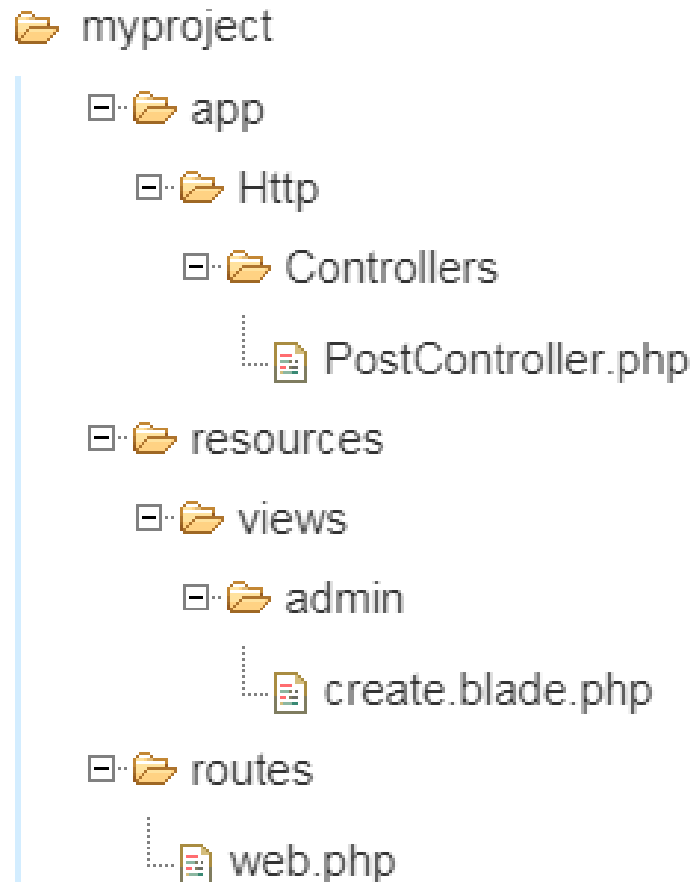 myproject
app
Http
Controllers
PostController.php
resources
views
admin
create.blade.php
routes
web.php